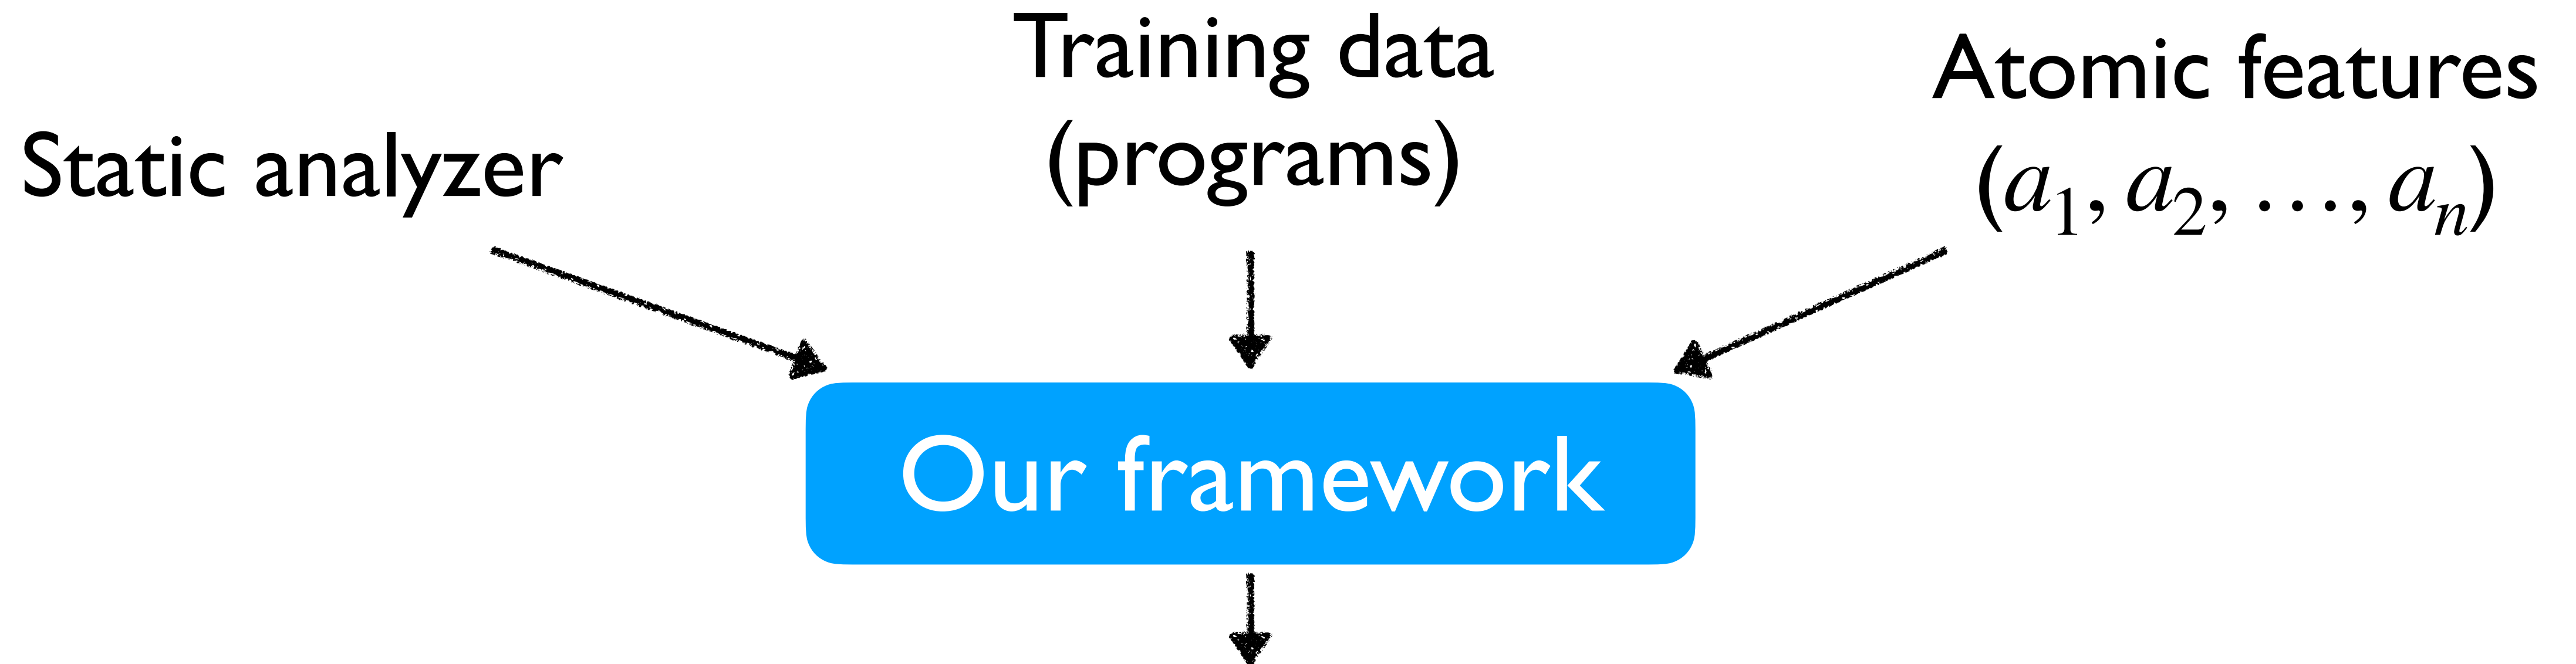 Static analyzer
Training data
(programs)
Atomic features
(a₁, a₂, …, aₙ)
Our framework